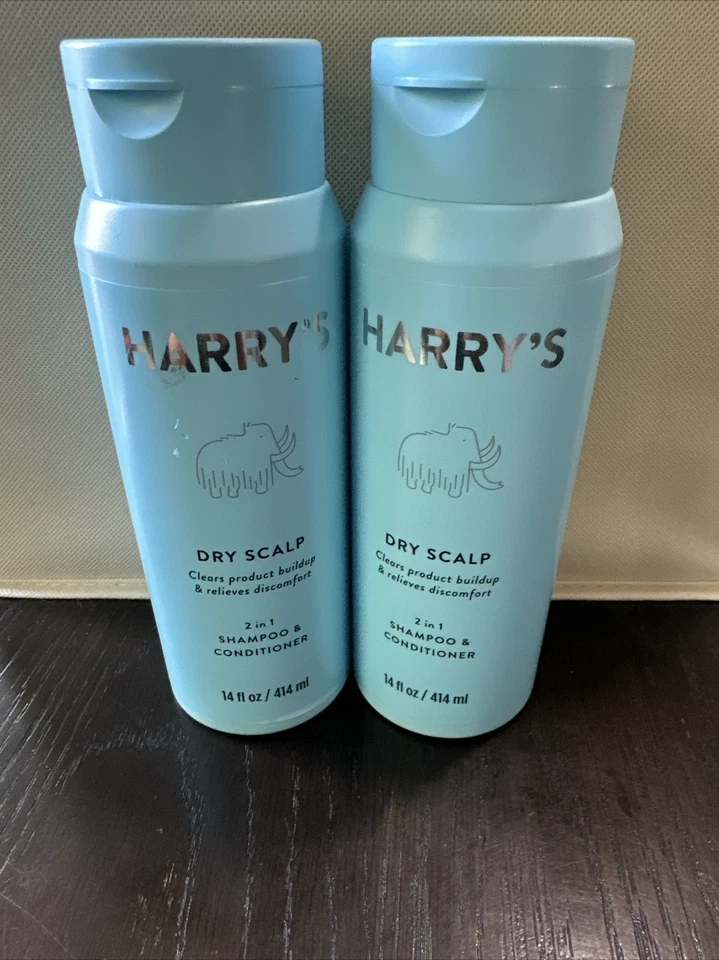 HARRY'S
DRY SCALP
Clears product buildup
& relieves discomfort
2 in 1
SHAMPOO &
CONDITIONER
14 fl oz / 414 ml
HARRY'S
DRY SCALP
Clears product buildup
& relieves discomfort
2 in 1
SHAMPOO &
CONDITIONER
14 fl oz / 414 ml